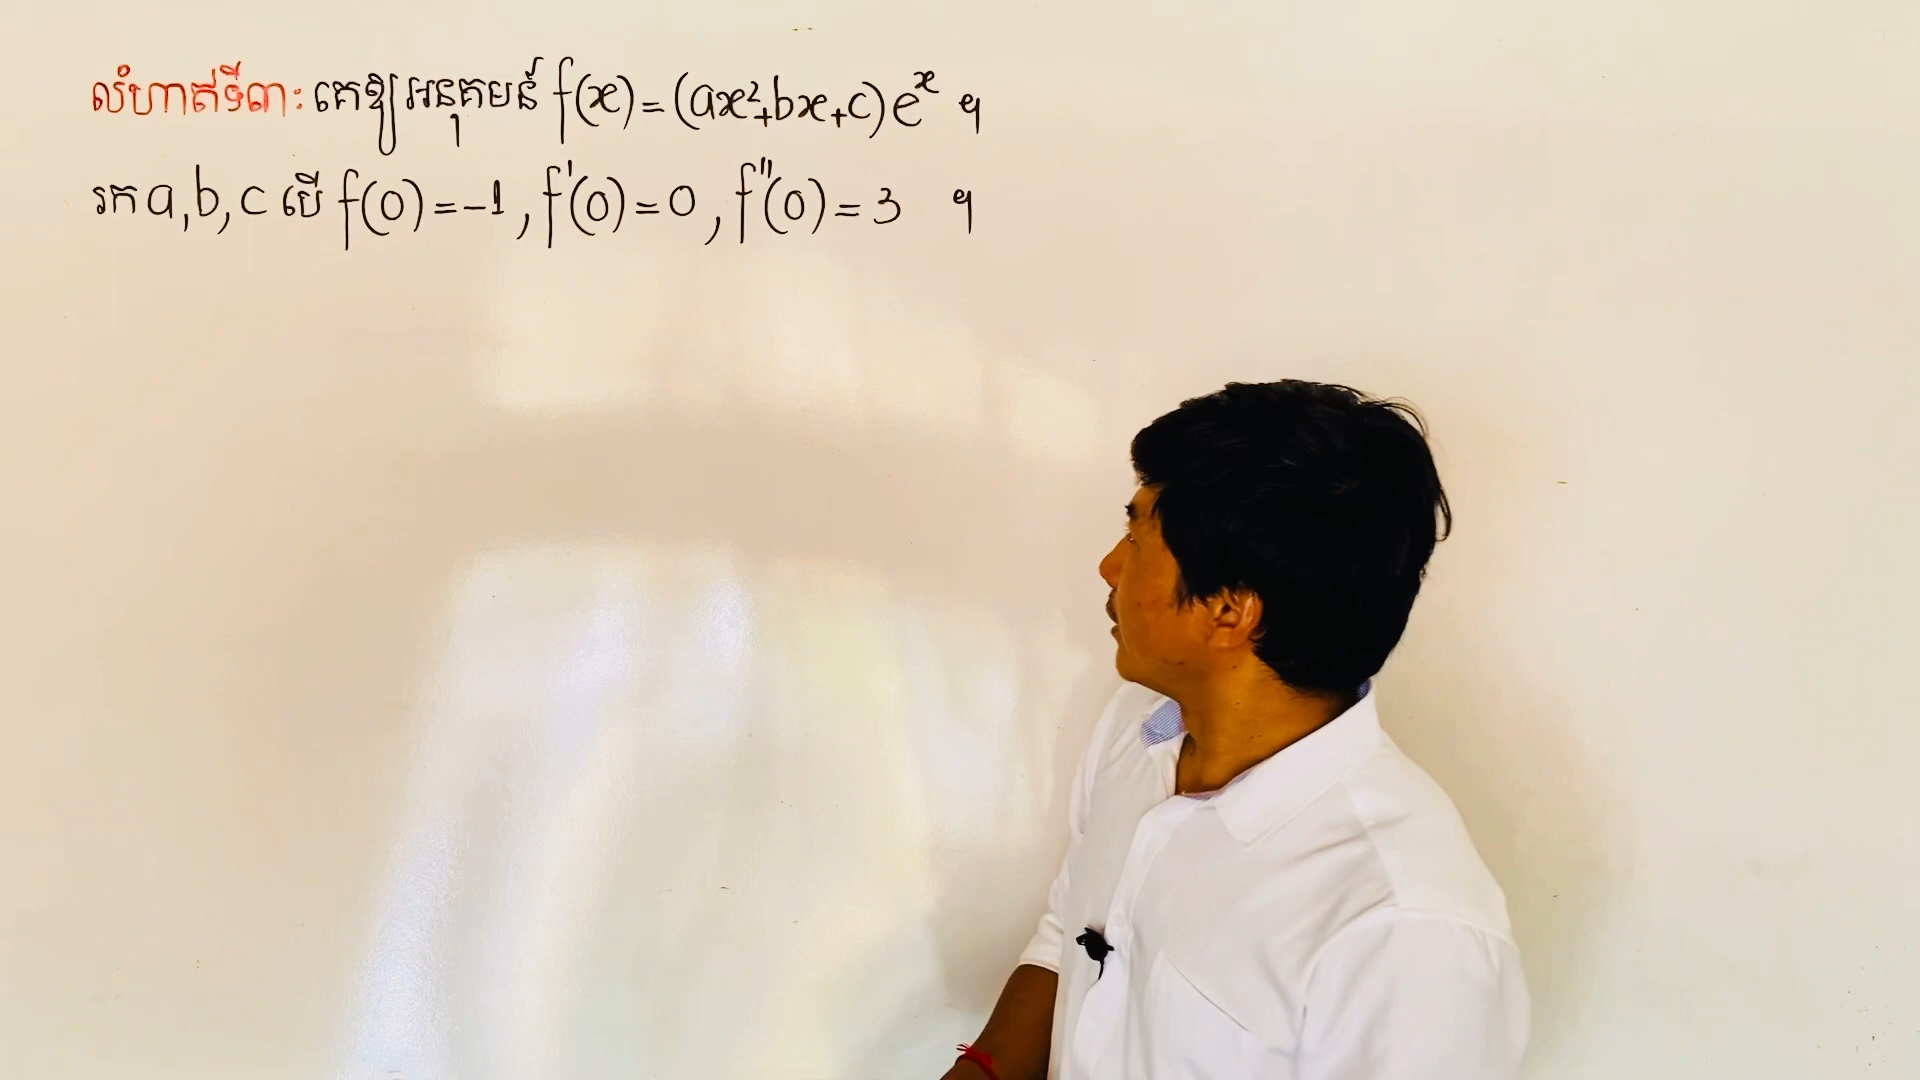 លំហាត់ទី៣: គេឱ្យអនុគមន៍ f(x) = (ax²+bx+c)eˣ ។
រក a, b, c បើ f(0) = -1, f'(0) = 0, f''(0) = 3 ។